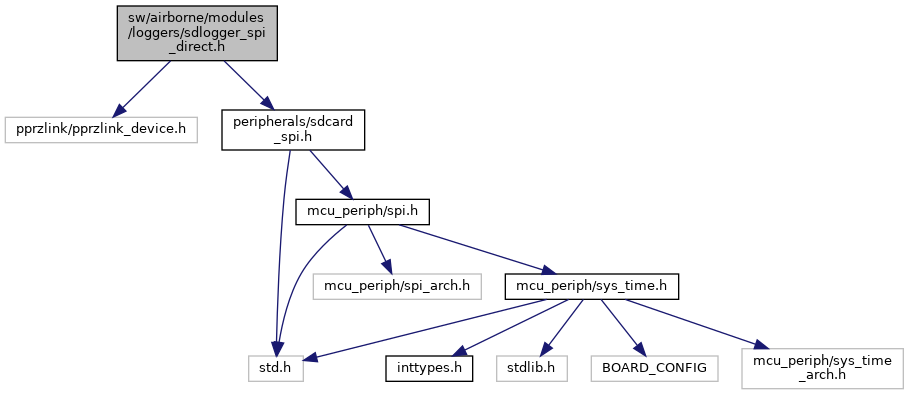 sw/airborne/modules
/loggers/sdlogger_spi
_direct.h
pprzlink/pprzlink_device.h
peripherals/sdcard
_spi.h
mcu_periph/spi.h
mcu_periph/spi_arch.h
mcu_periph/sys_time.h
std.h
inttypes.h
stdlib.h
BOARD_CONFIG
mcu_periph/sys_time
_arch.h